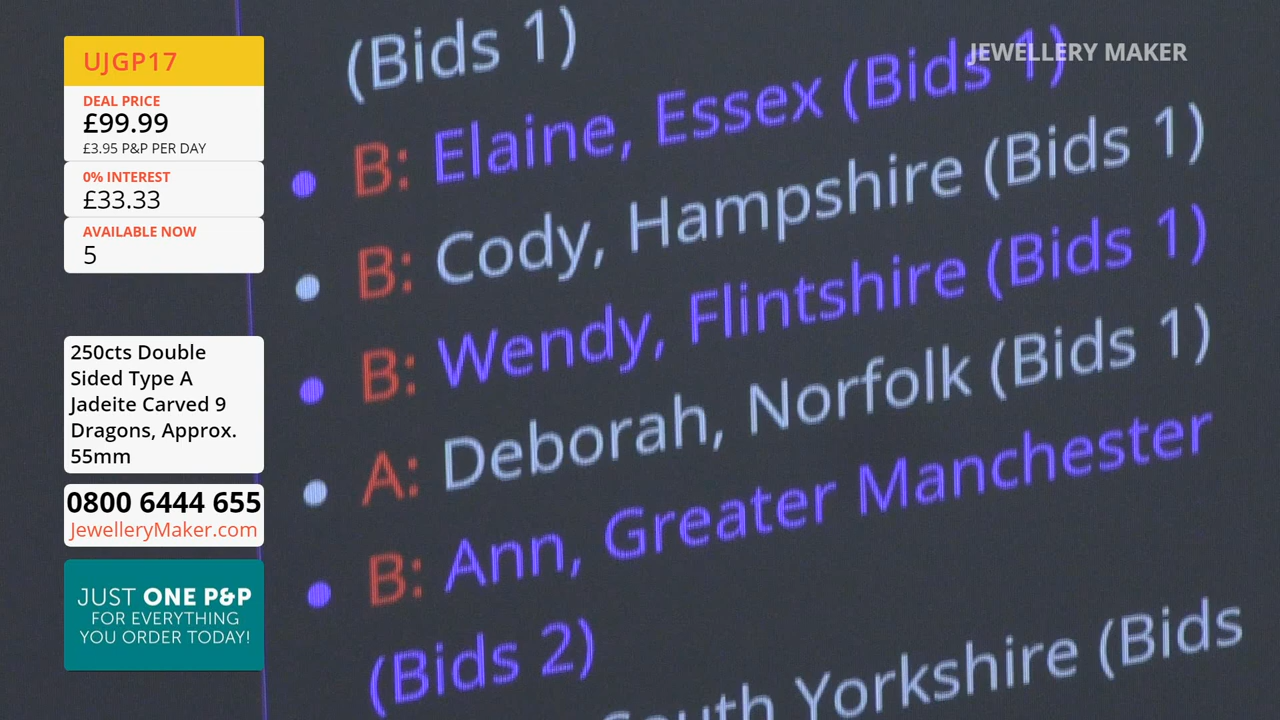 UJGP17
DEAL PRICE
£99.99
£3.95 P&P PER DAY
0% INTEREST
£33.33
AVAILABLE NOW
5
250cts Double
Sided Type A
Jadeite Carved 9
Dragons, Approx.
55mm
0800 6444 655
JewelleryMaker.com
JUST ONE P&P
FOR EVERYTHING
YOU ORDER TODAY!
JEWELLERY MAKER
(Bids 1)
B: Elaine, Essex (Bids 1)
B: Cody, Hampshire (Bids 1)
B: Wendy, Flintshire (Bids 1)
A: Deborah, Norfolk (Bids 1)
B: Ann, Greater Manchester
(Bids 2)
South Yorkshire (Bids